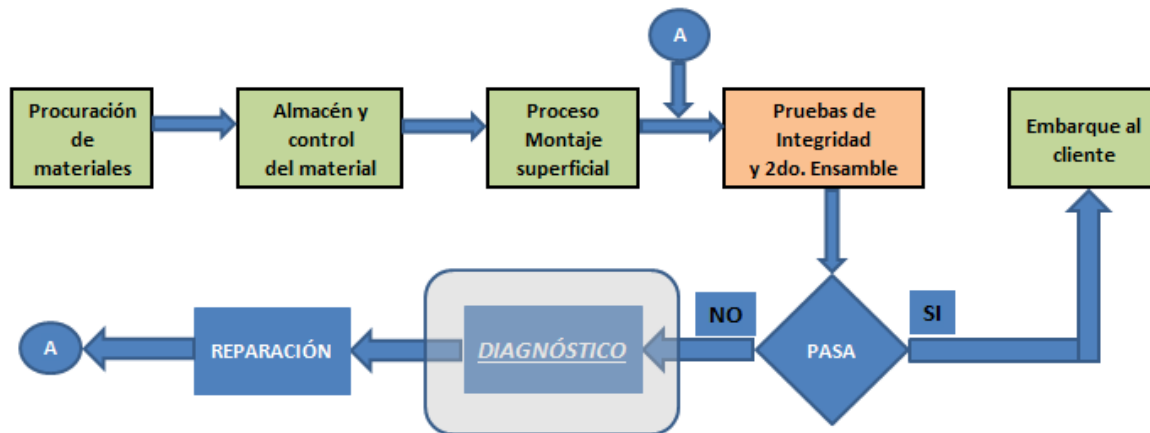 A
Procuración
de
materiales
Almacén y
control
del material
Proceso
Montaje
superficial
Pruebas de
Integridad
y 2do. Ensamble
Embarque al
cliente
A
REPARACIÓN
DIAGNÓSTICO
NO
PASA
SI